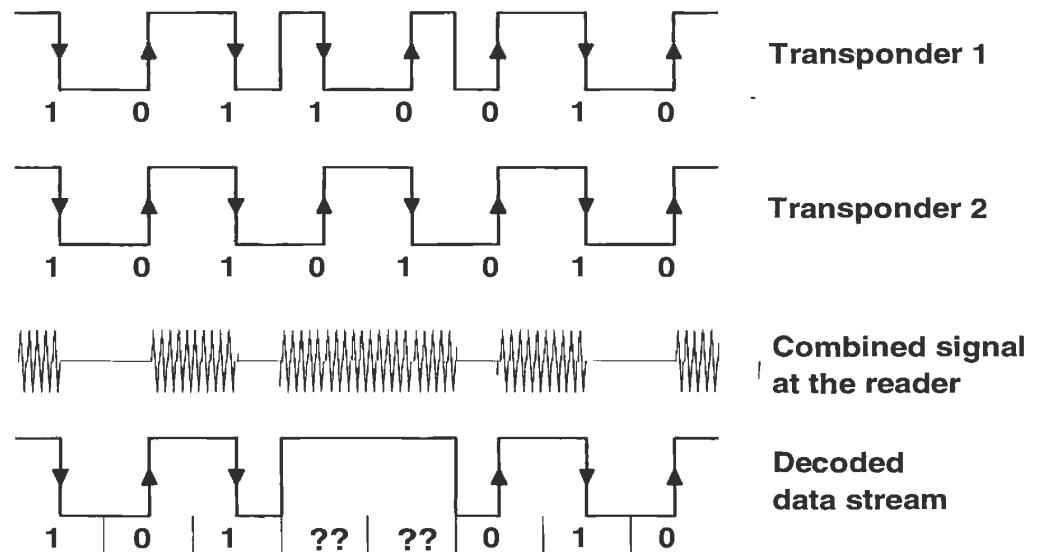 Transponder 1
1 0 1 1 0 0 1 0
Transponder 2
1 0 1 0 1 0 1 0
Combined signal
at the reader
Decoded
data stream
1 0 1 ?? ?? 0 1 0